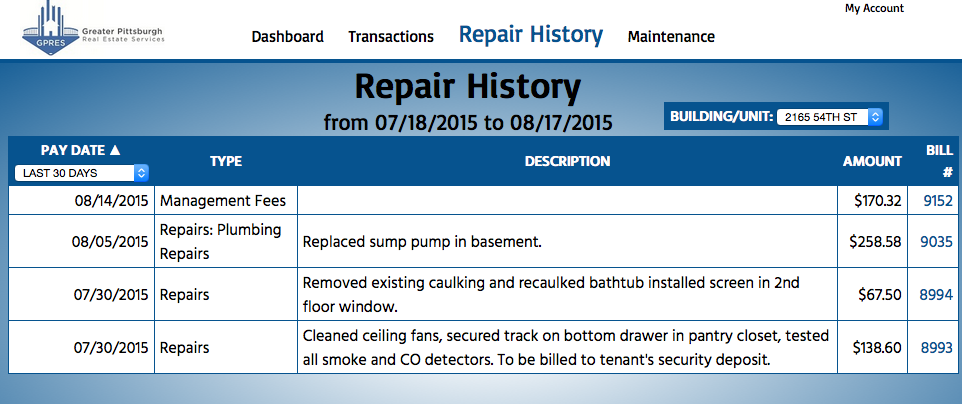 My Account
Greater Pittsburgh
Real Estate Services
GPRES
Dashboard Transactions Repair History Maintenance
Repair History
from 07/18/2015 to 08/17/2015
BUILDING/UNIT: 2165 54TH ST
PAY DATE ▲ TYPE DESCRIPTION AMOUNT BILL
#
LAST 30 DAYS
08/14/2015 Management Fees $170.32 9152
08/05/2015 Repairs: Plumbing
Repairs Replaced sump pump in basement. $258.58 9035
07/30/2015 Repairs Removed existing caulking and recaulked bathtub installed screen in 2nd
floor window. $67.50 8994
07/30/2015 Repairs Cleaned ceiling fans, secured track on bottom drawer in pantry closet, tested
all smoke and CO detectors. To be billed to tenant's security deposit. $138.60 8993